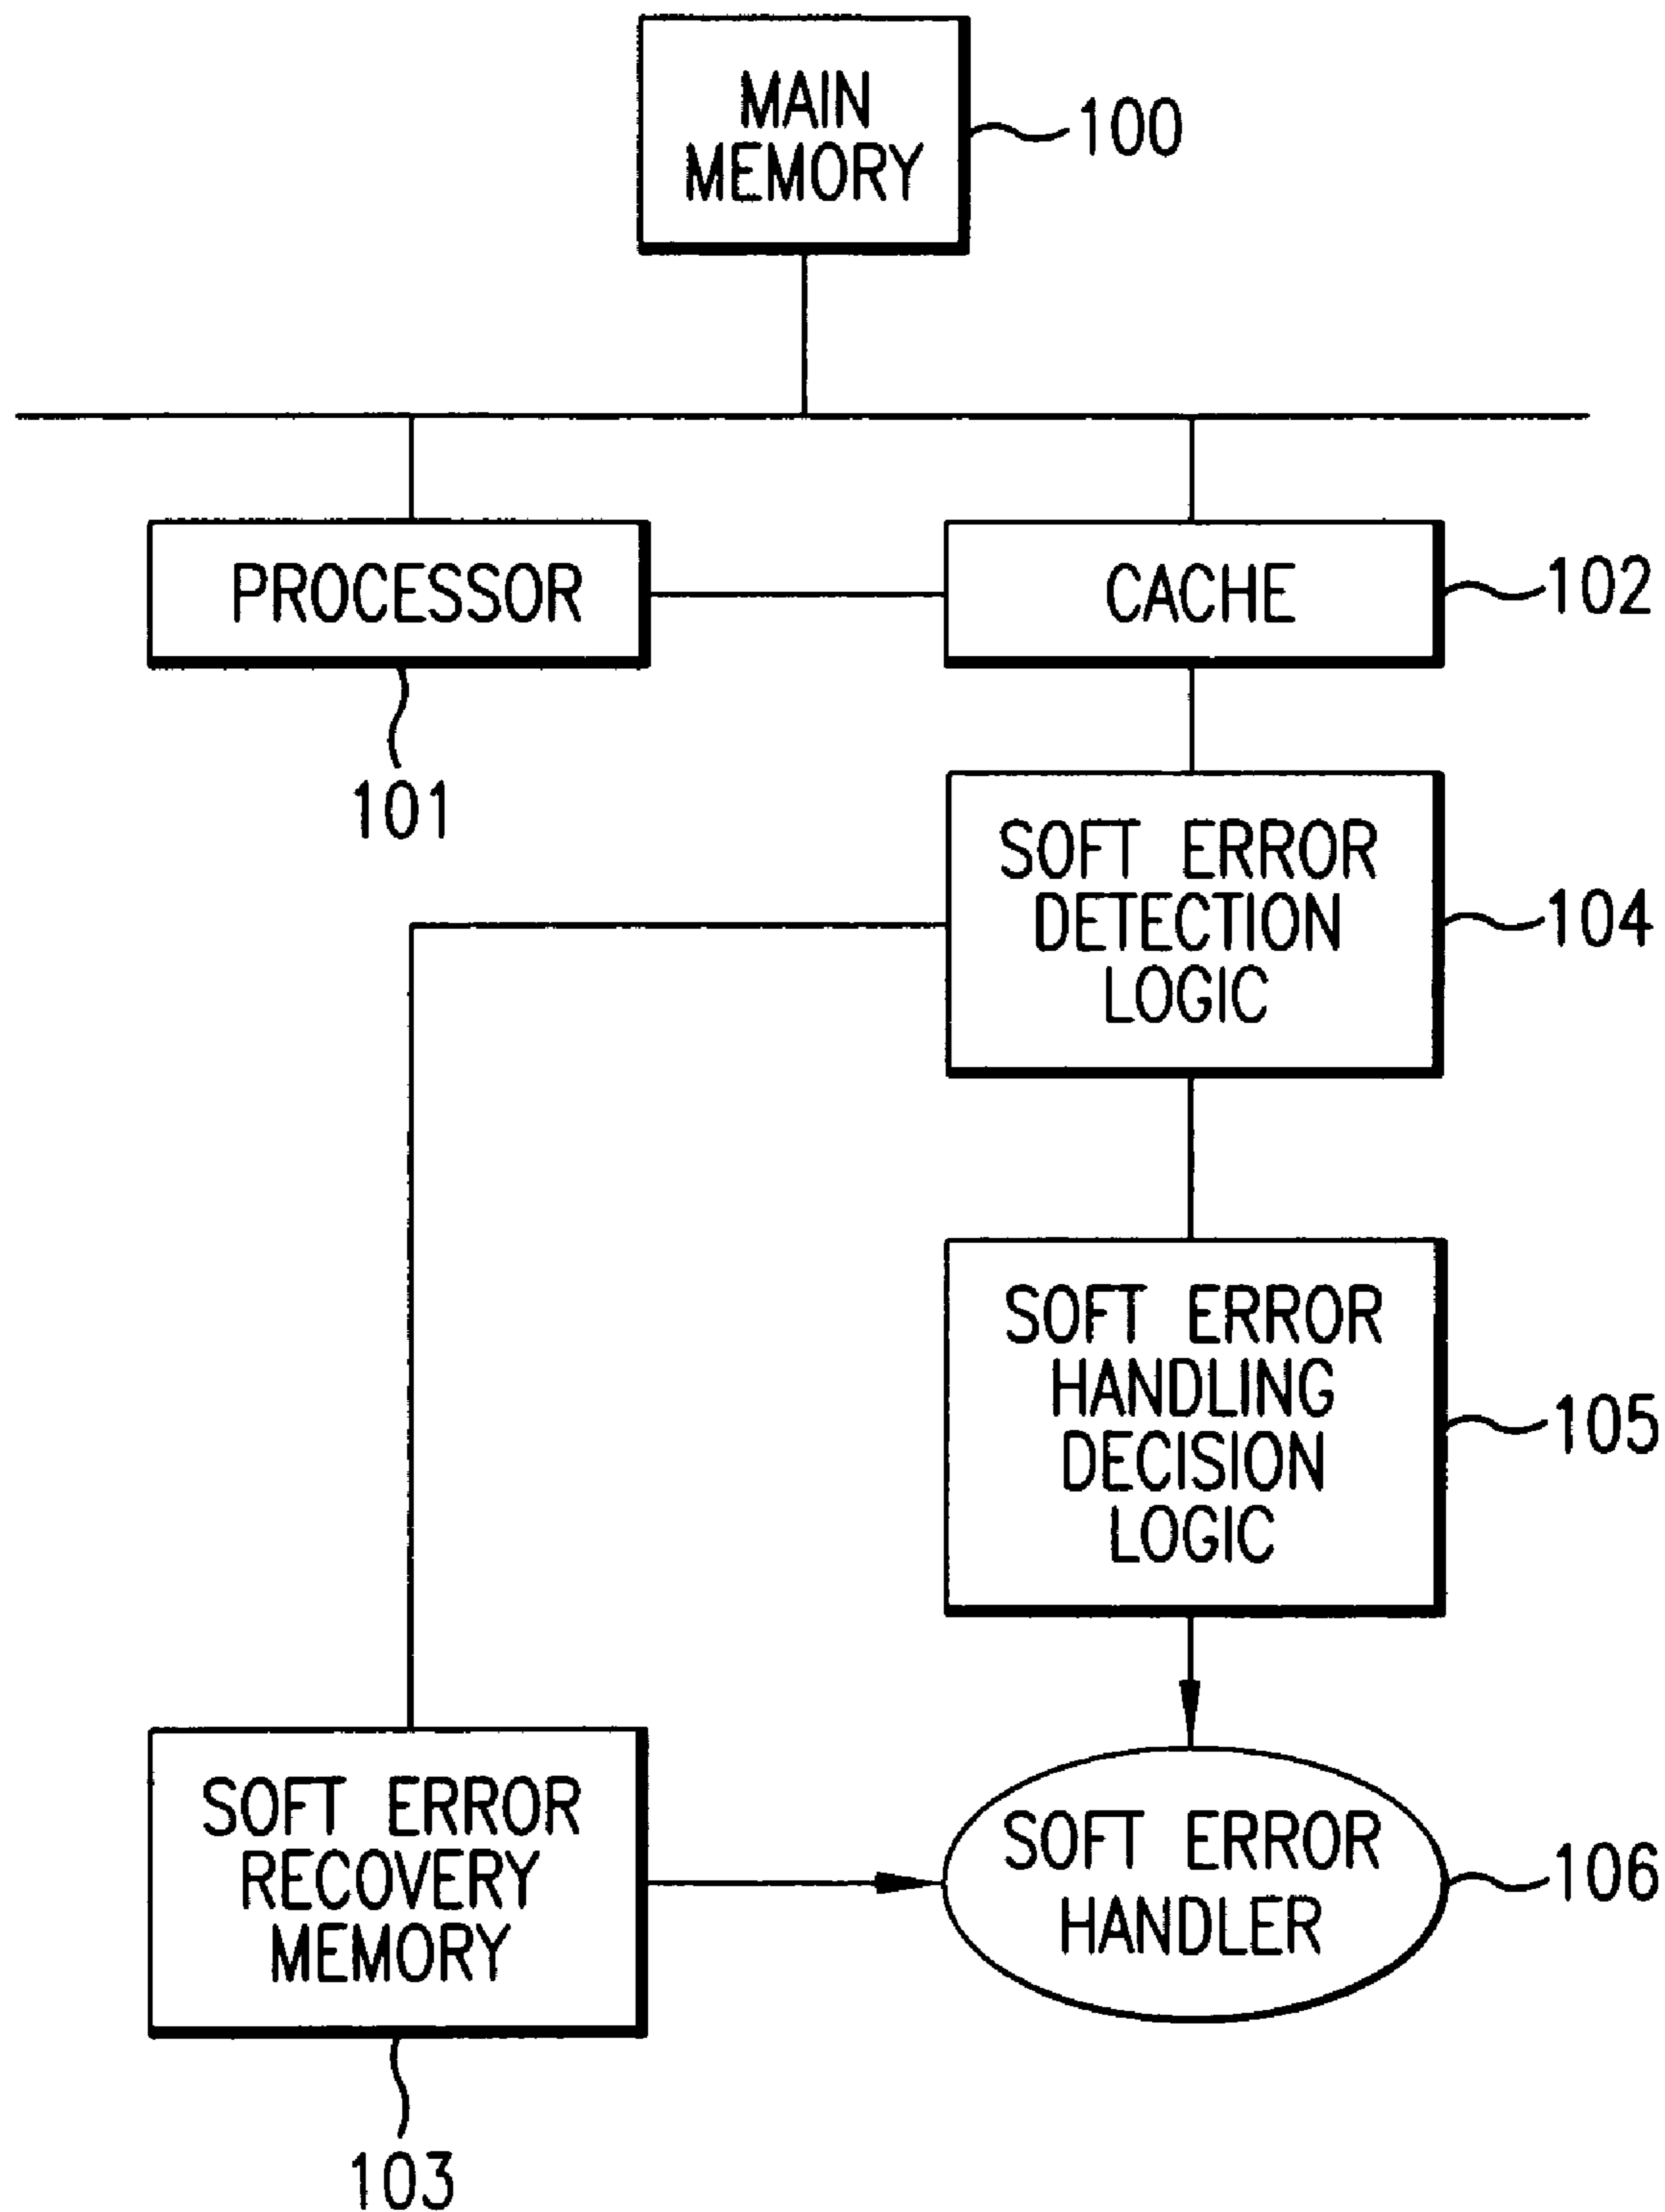 MAIN
MEMORY
100
PROCESSOR
CACHE
102
101
SOFT ERROR
DETECTION
LOGIC
104
SOFT ERROR
HANDLING
DECISION
LOGIC
105
SOFT ERROR
RECOVERY
MEMORY
SOFT ERROR
HANDLER
106
103